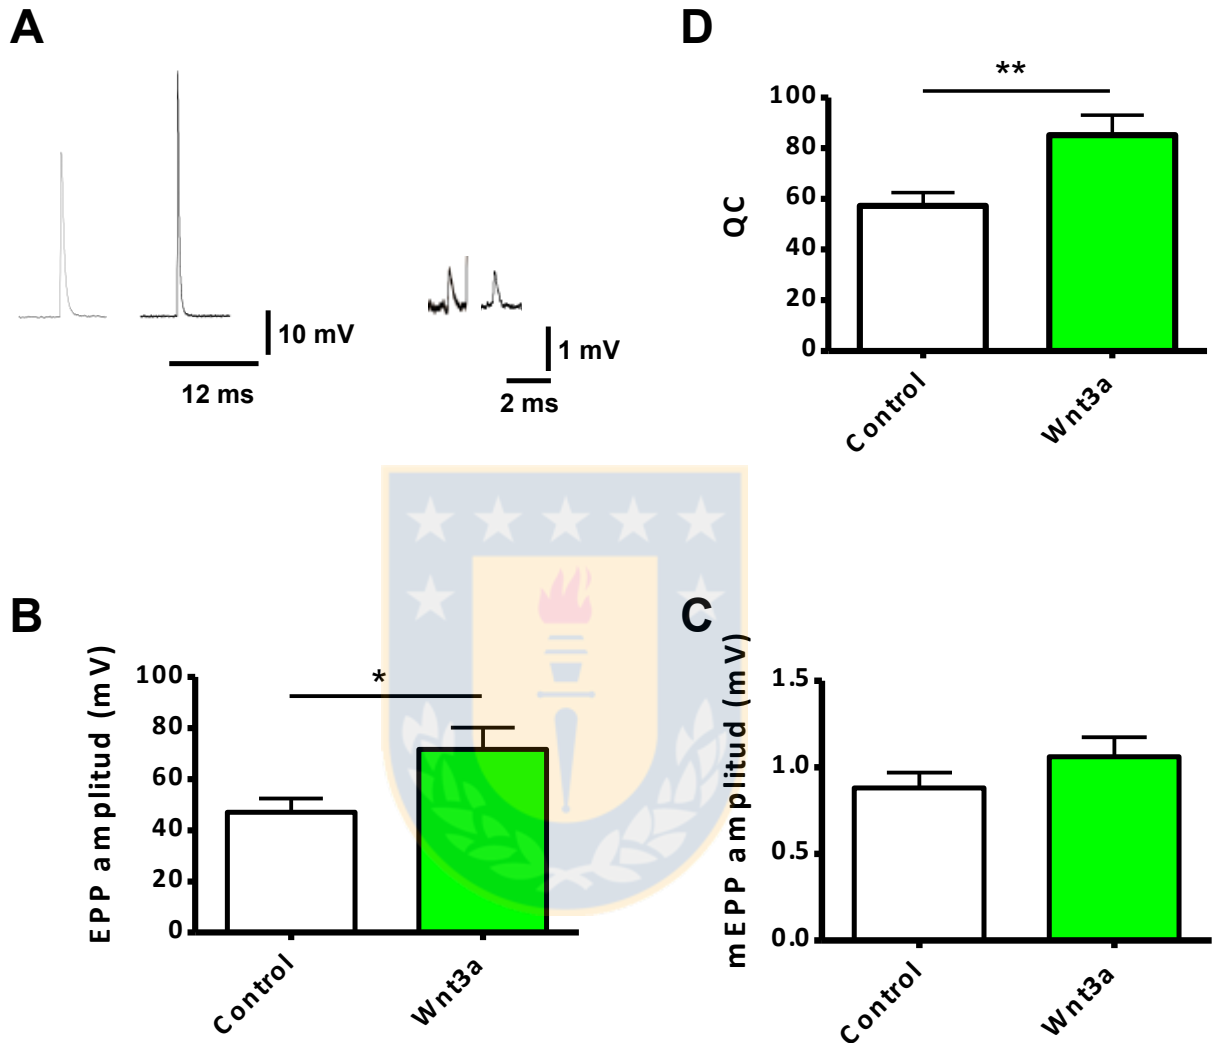 A
10 mV
12 ms
1 mV
2 ms
D
**
QC
100
80
60
40
20
0
Control
Wnt3a
B
*
EPP amplitud (mV)
100
80
60
40
20
0
Control
Wnt3a
C
mEPP amplitud (mV)
1.5
1.0
0.5
0.0
Control
Wnt3a